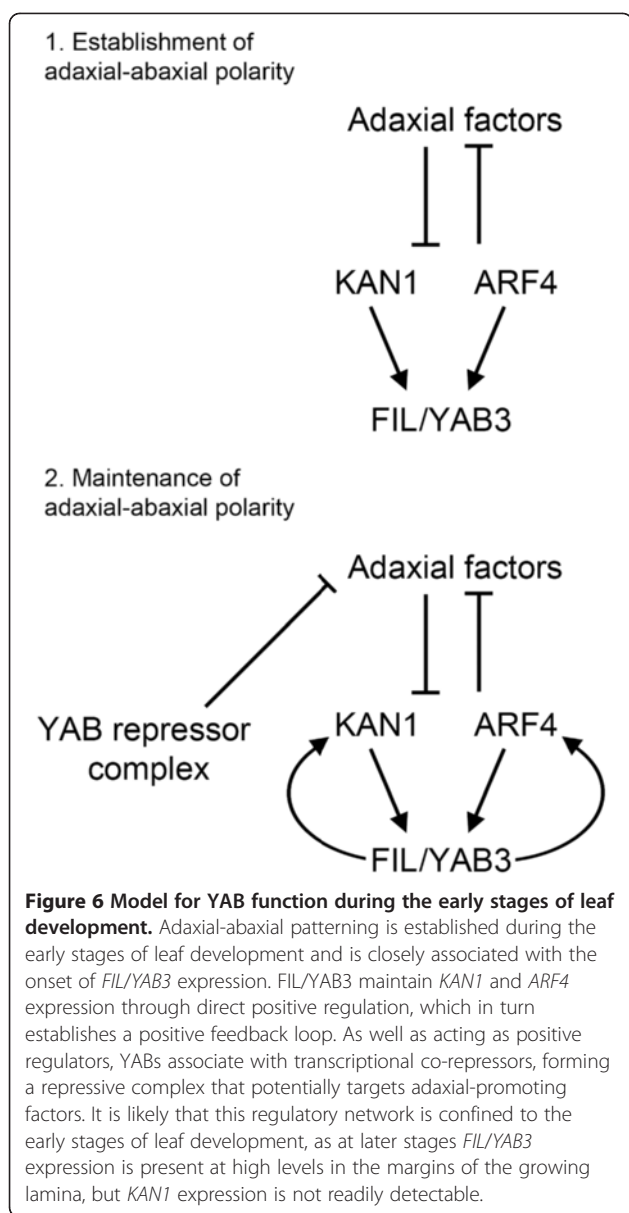 1. Establishment of
adaxial-abaxial polarity
Adaxial factors
KAN1 ARF4
FIL/YAB3
2. Maintenance of
adaxial-abaxial polarity
Adaxial factors
YAB repressor
complex
KAN1 ARF4
FIL/YAB3
Figure 6 Model for YAB function during the early stages of leaf
development. Adaxial-abaxial patterning is established during the
early stages of leaf development and is closely associated with the
onset of FIL/YAB3 expression. FIL/YAB3 maintain KAN1 and ARF4
expression through direct positive regulation, which in turn
establishes a positive feedback loop. As well as acting as positive
regulators, YABs associate with transcriptional co-repressors, forming
a repressive complex that potentially targets adaxial-promoting
factors. It is likely that this regulatory network is confined to the
early stages of leaf development, as at later stages FIL/YAB3
expression is present at high levels in the margins of the growing
lamina, but KAN1 expression is not readily detectable.